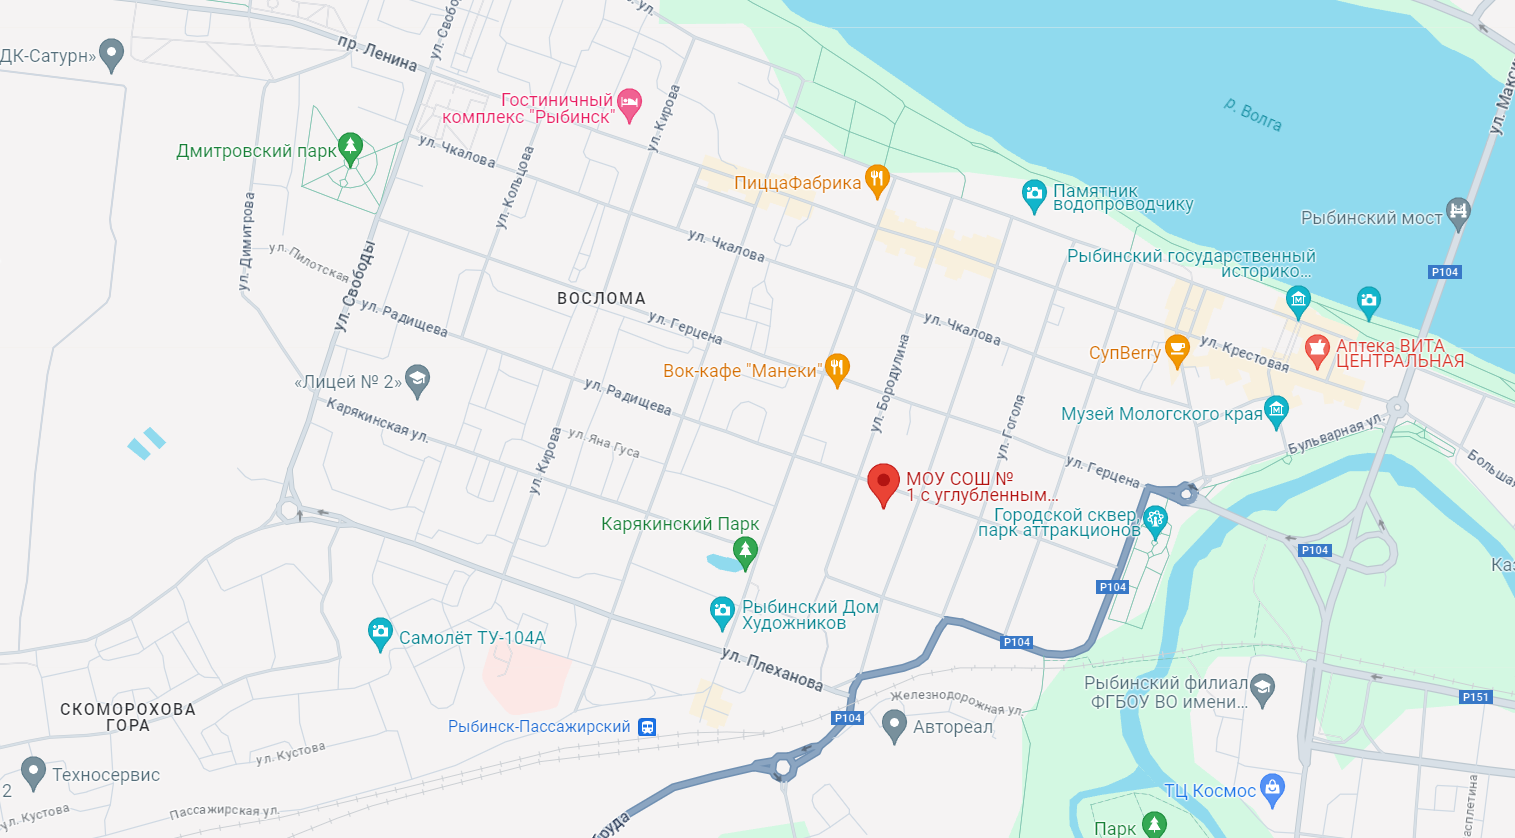 ул. Свобо
пр. Ленина
ДК-Сатурн»
Гостиничный
комплекс "Рыбинск"
ул. Кирова
ул. Макси
р. Волга
Дмитровский парк
ул. Чкалова
ул. Кольцова
ПиццаФабрика
Памятник
водопроводчику
Рыбинский мост
ул. Димитрова
ул. Пилотская
ул. Свободы
ул. Чкалова
Рыбинский государственный
историко...
P104
ВОСЛОМА
ул. Радищева
ул. Герцена
ул. Чкалова
СупBerry
ул. Крестовая
Аптека ВИТА
ЦЕНТРАЛЬНАЯ
«Лицей № 2»
Вок-кафе "Манеки"
ул. Бородулина
Карякинская ул.
ул. Радищева
ул. Гоголя
Музей Мологского края
Бульварная ул.
ул. Яна Гуса
ул. Кирова
ул. Герцена
Больша
МОУ СОШ №
1 с углубленным...
Карякинский Парк
Городской сквер,
парк аттракционов
P104
Каз
P104
Рыбинский Дом
Художников
Самолёт ТУ-104А
P104
ул. Плеханова
СКОМОРОХОВА
ГОРА
Железнодорожная ул.
Рыбинский филиал
ФГБОУ ВО имени...
P151
Рыбинск-Пассажирский
P104
Автореал
ул. Кустова
Техносервис
2
ул. Кустова
Пассажирская ул.
ТЦ Космос
Парк